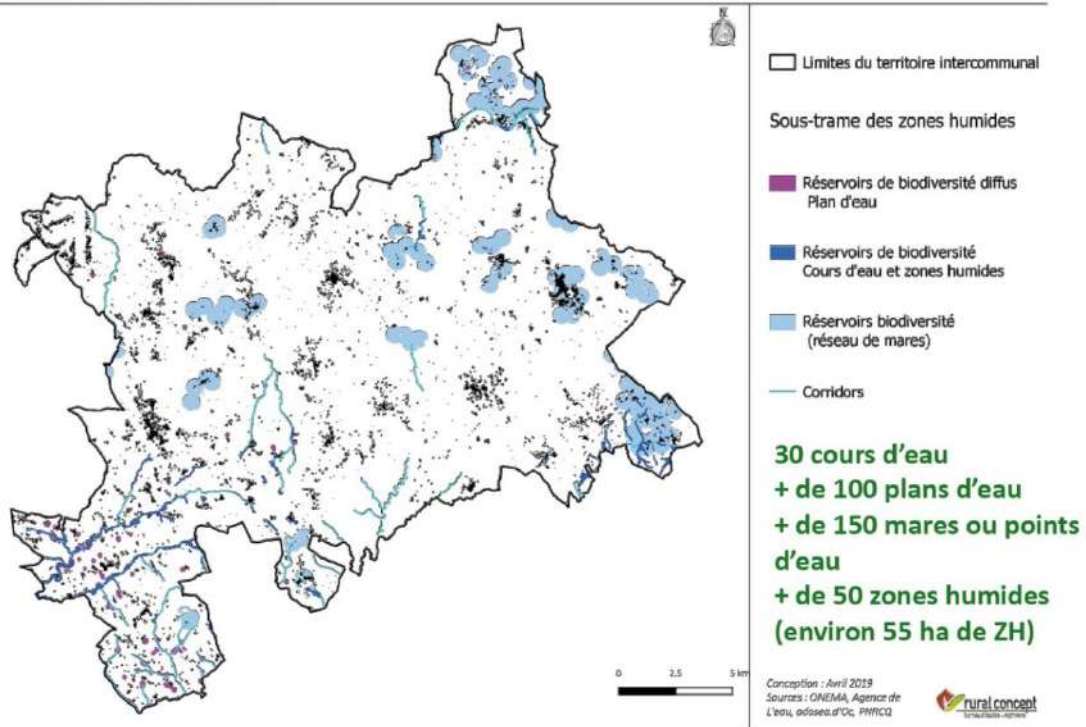 N
Limites du territoire intercommunal
Sous-trame des zones humides
Réservoirs de biodiversité diffus
Plan d'eau
Réservoirs de biodiversité
Cours d'eau et zones humides
Réservoirs biodiversité
(réseau de mares)
Corridors
30 cours d'eau
+ de 100 plans d'eau
+ de 150 mares ou points
d'eau
+ de 50 zones humides
(environ 55 ha de ZH)
0 2,5 5 km
Conception : Avril 2019
Sources : ONEMA, Agence de
L'eau, adasea.d'Oc, PNRCQ
rural concept